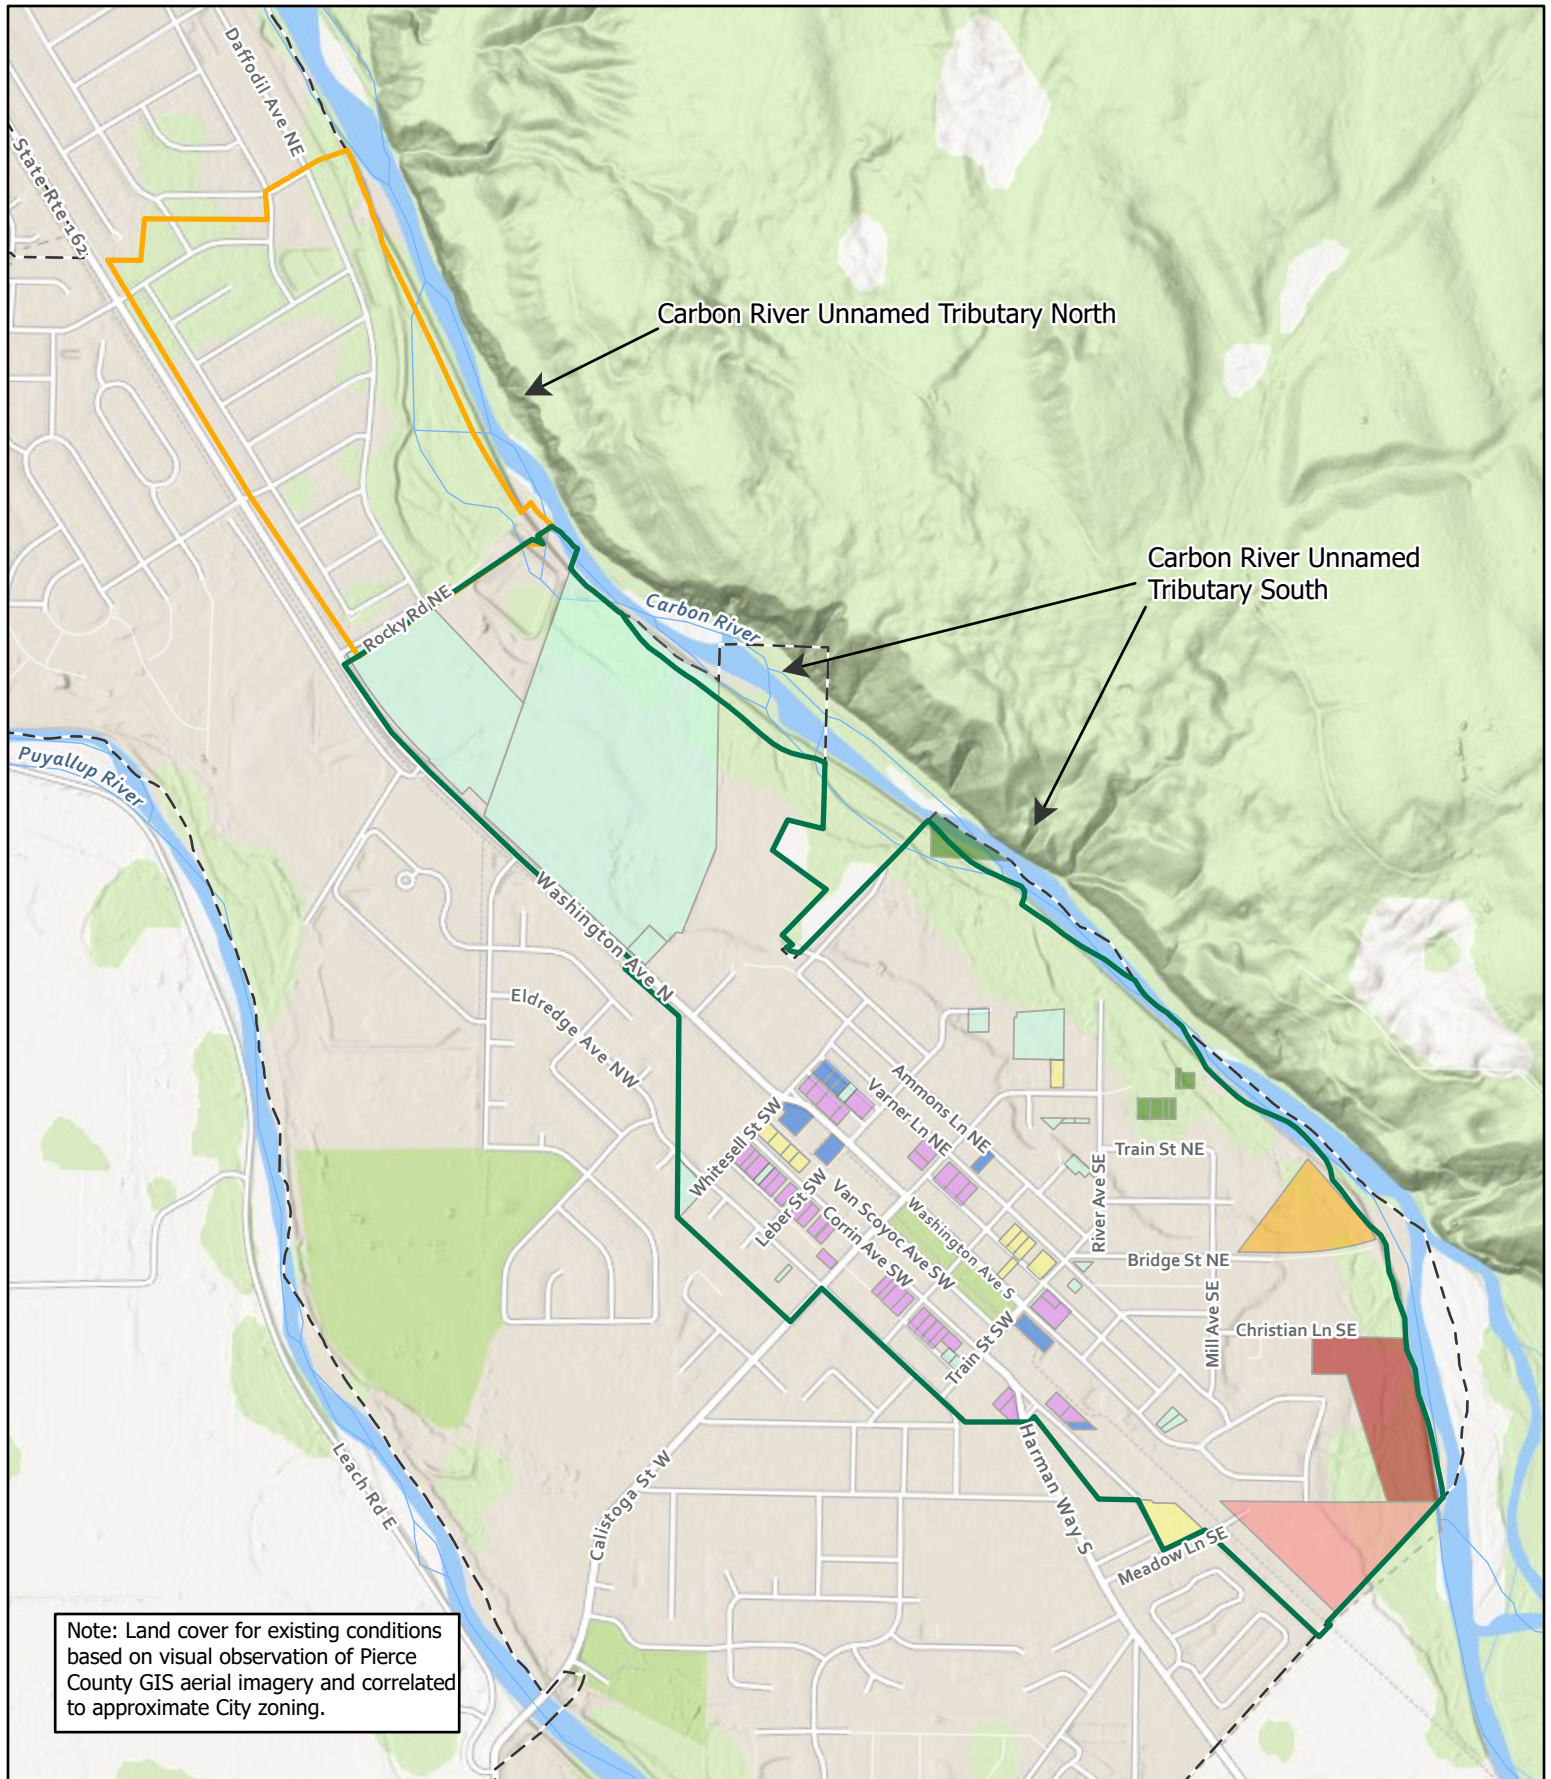 Daffodil Ave NE
State Rte 162
Carbon River Unnamed Tributary North
Carbon River Unnamed
Tributary South
Rocky Rd NE
Carbon River
Puyallup River
Washington Ave N
Eldredge Ave NW
Ammons Ln NE
Varner Ln NE
Whitesell St SW
Leber St SW
Van Scoyoc Ave SW
Corrin Ave SW
Washington Ave S
Train St NE
River Ave SE
Bridge St NE
Mill Ave SE
Christian Ln SE
Train St SW
Harman Way S
Meadow Ln SE
Calistoga St W
Leach Rd E
Note: Land cover for existing conditions
based on visual observation of Pierce
County GIS aerial imagery and correlated
to approximate City zoning.